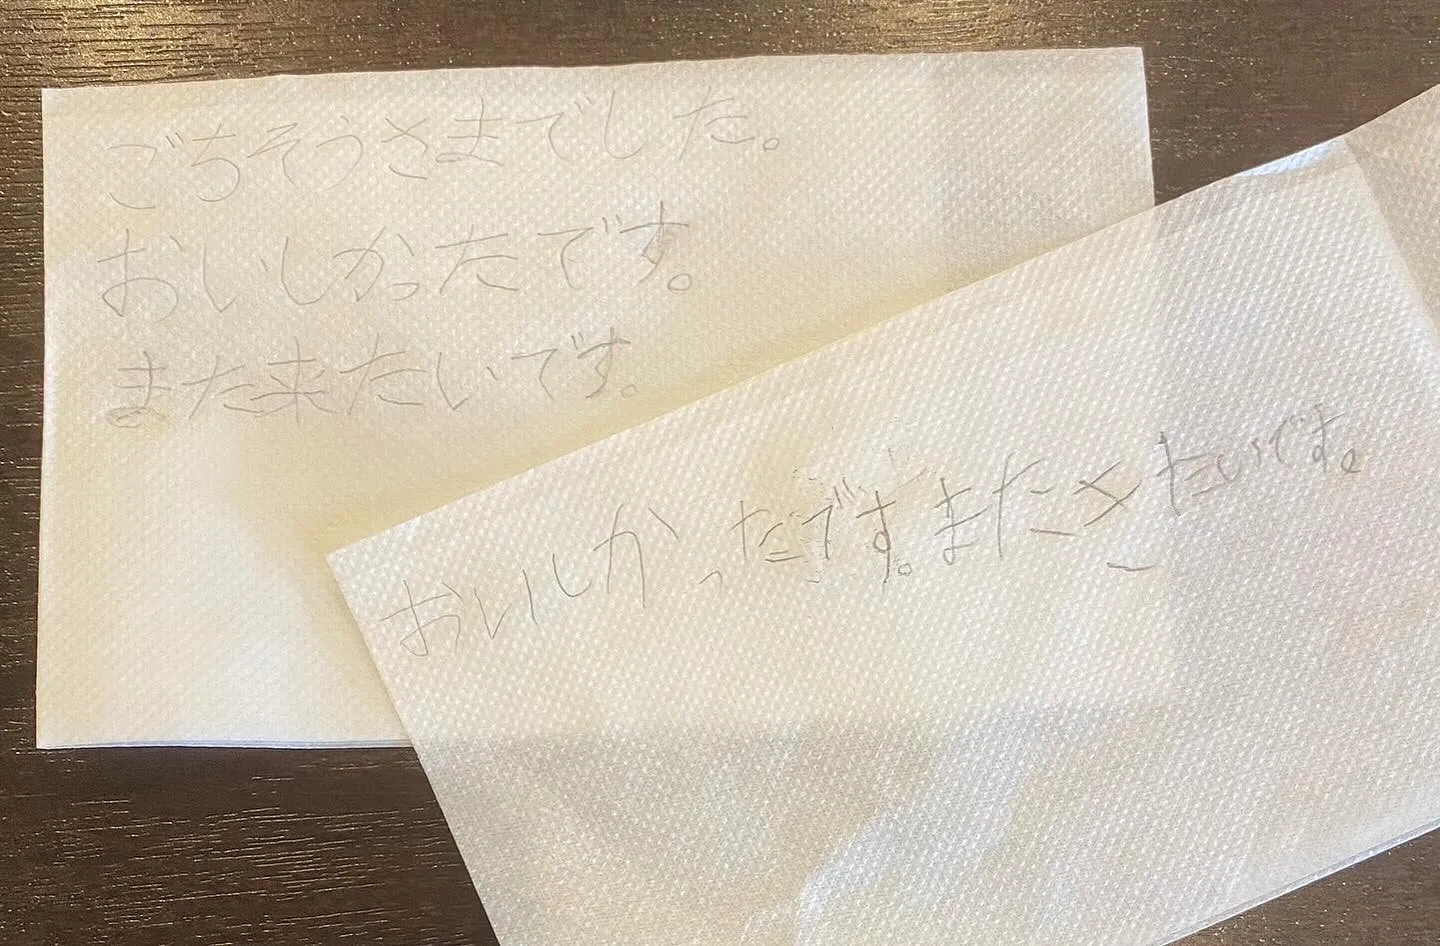 ごちそうさまでした。
おいしかったです。
また来たいです。
おいしかったです。またきたいです。